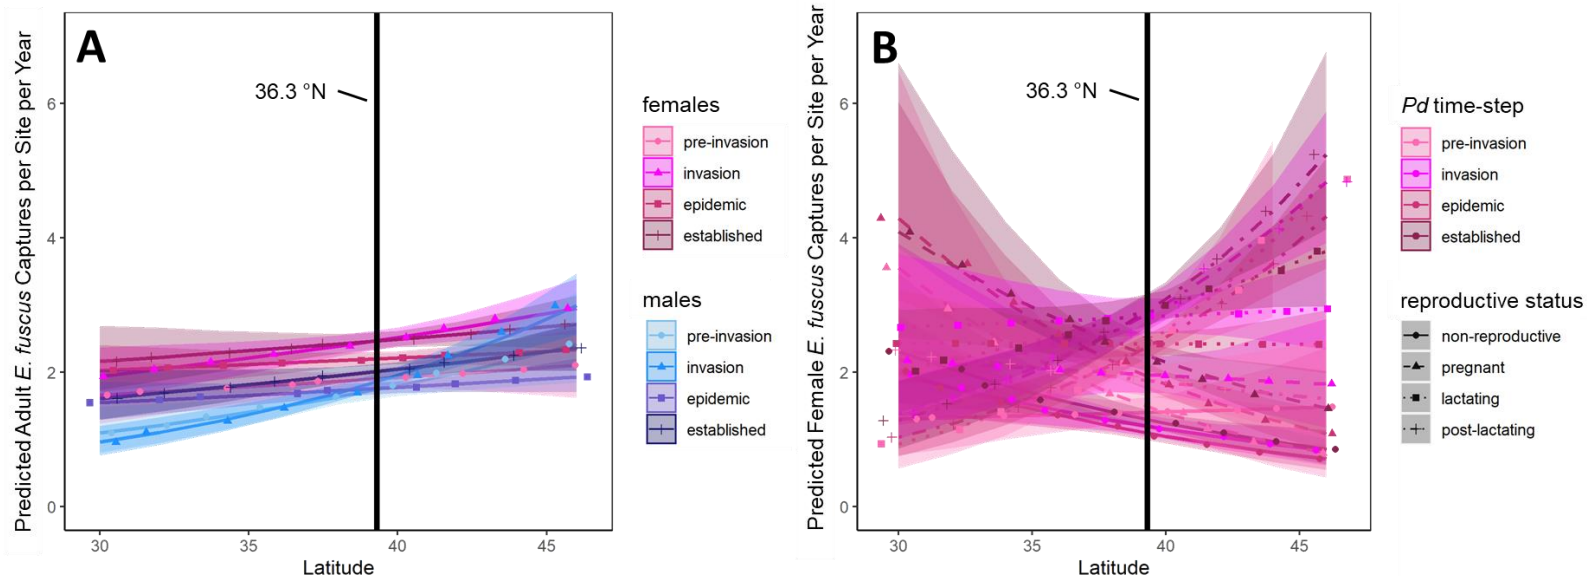 A
Predicted Adult E. fuscus Captures per Site per Year
6
4
2
0
36.3 °N
30
35
40
45
Latitude
females
pre-invasion
invasion
epidemic
established
males
pre-invasion
invasion
epidemic
established
B
Predicted Female E. fuscus Captures per Site per Year
6
4
2
0
36.3 °N
30
35
40
45
Latitude
Pd time-step
pre-invasion
invasion
epidemic
established
reproductive status
non-reproductive
pregnant
lactating
post-lactating